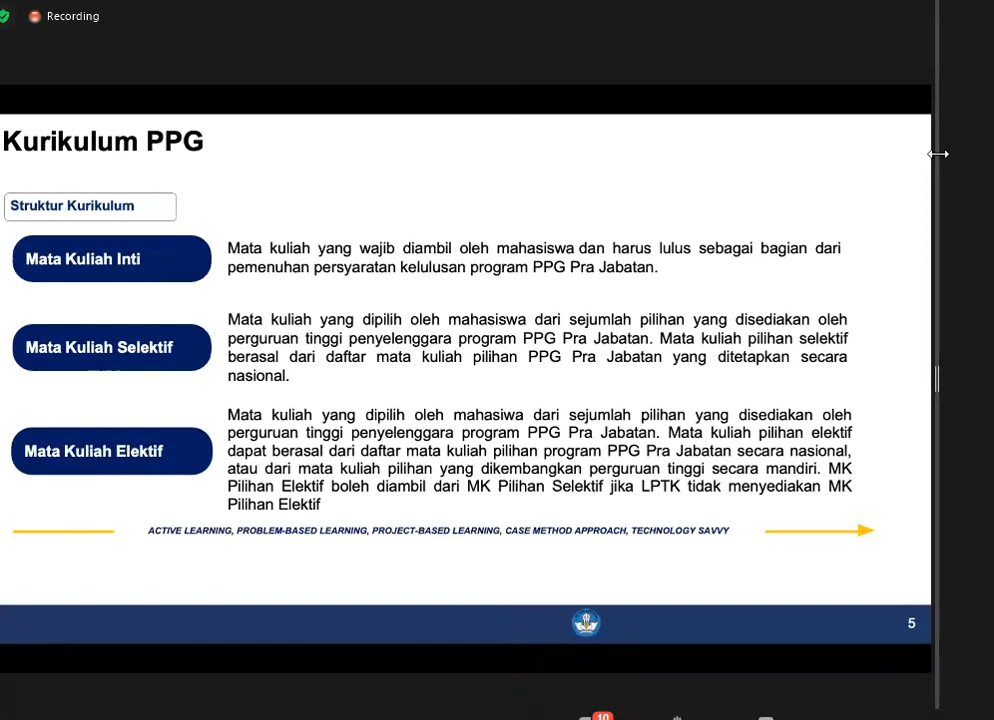 Recording
Kurikulum PPG
Struktur Kurikulum
Mata Kuliah Inti
Mata kuliah yang wajib diambil oleh mahasiswa dan harus lulus sebagai bagian dari
pemenuhan persyaratan kelulusan program PPG Pra Jabatan.
Mata Kuliah Selektif
Mata kuliah yang dipilih oleh mahasiswa dari sejumlah pilihan yang disediakan oleh
perguruan tinggi penyelenggara program PPG Pra Jabatan. Mata kuliah pilihan selektif
berasal dari daftar mata kuliah pilihan PPG Pra Jabatan yang ditetapkan secara
nasional.
Mata Kuliah Elektif
Mata kuliah yang dipilih oleh mahasiwa dari sejumlah pilihan yang disediakan oleh
perguruan tinggi penyelenggara program PPG Pra Jabatan. Mata kuliah pilihan elektif
dapat berasal dari daftar mata kuliah pilihan program PPG Pra Jabatan secara nasional,
atau dari mata kuliah pilihan yang dikembangkan perguruan tinggi secara mandiri. MK
Pilihan Elektif boleh diambil dari MK Pilihan Selektif jika LPTK tidak menyediakan MK
Pilihan Elektif
ACTIVE LEARNING, PROBLEM-BASED LEARNING, PROJECT-BASED LEARNING, CASE METHOD APPROACH, TECHNOLOGY SAVVY
5
10